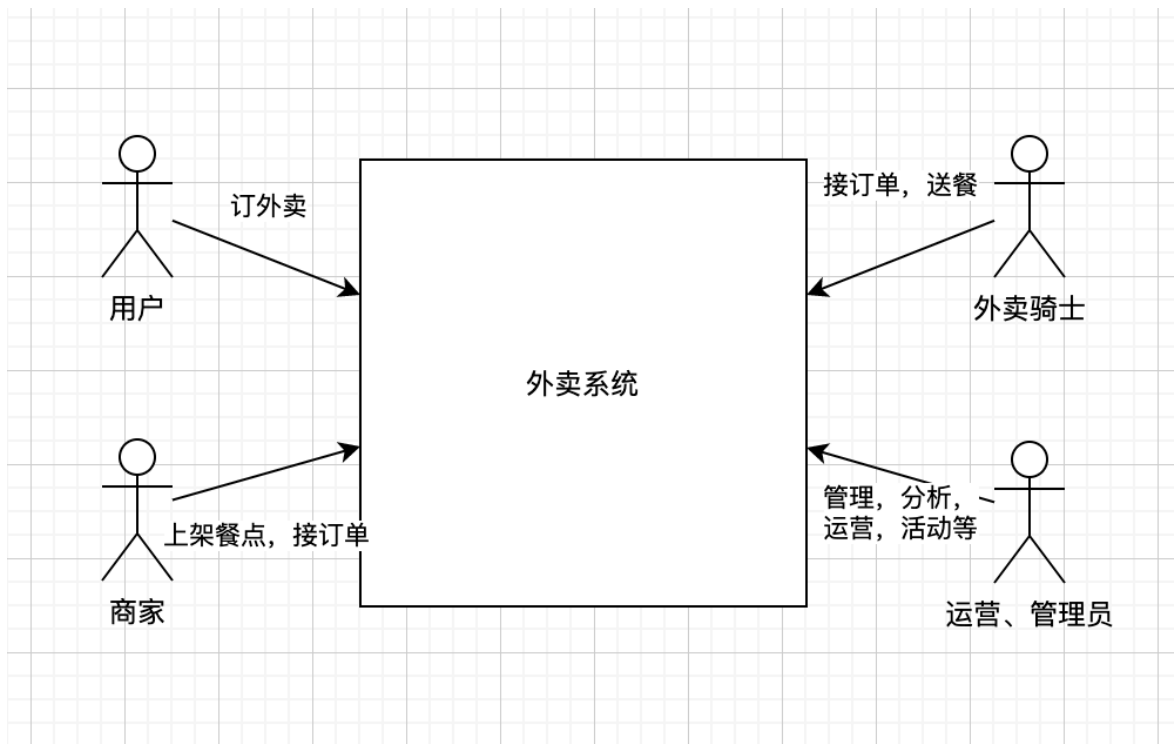 订外卖
用户
接订单，送餐
外卖骑士
外卖系统
上架餐点，接订单
商家
管理，分析，
运营，活动等
运营、管理员